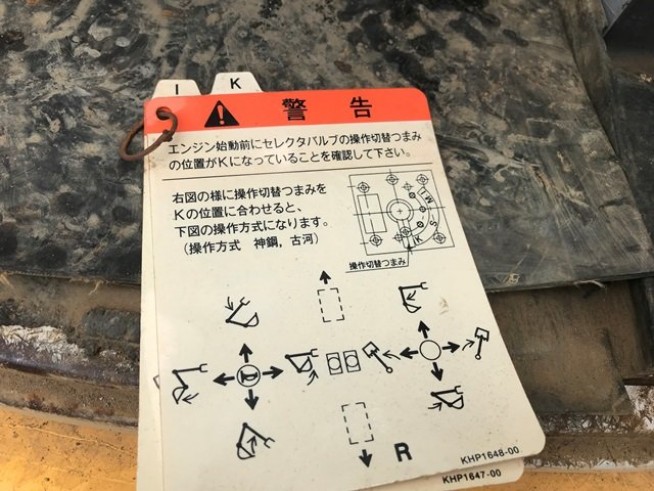 I K
警告
エンジン始動前にセレクタバルブの操作切替つまみ
の位置がKになっていることを確認して下さい。
右図の様に操作切替つまみを
Kの位置に合わせると、
下図の操作方式になります。
(操作方式 神鋼,古河)
K S M I
操作切替つまみ
R
KHP1648-00
KHP1647-00